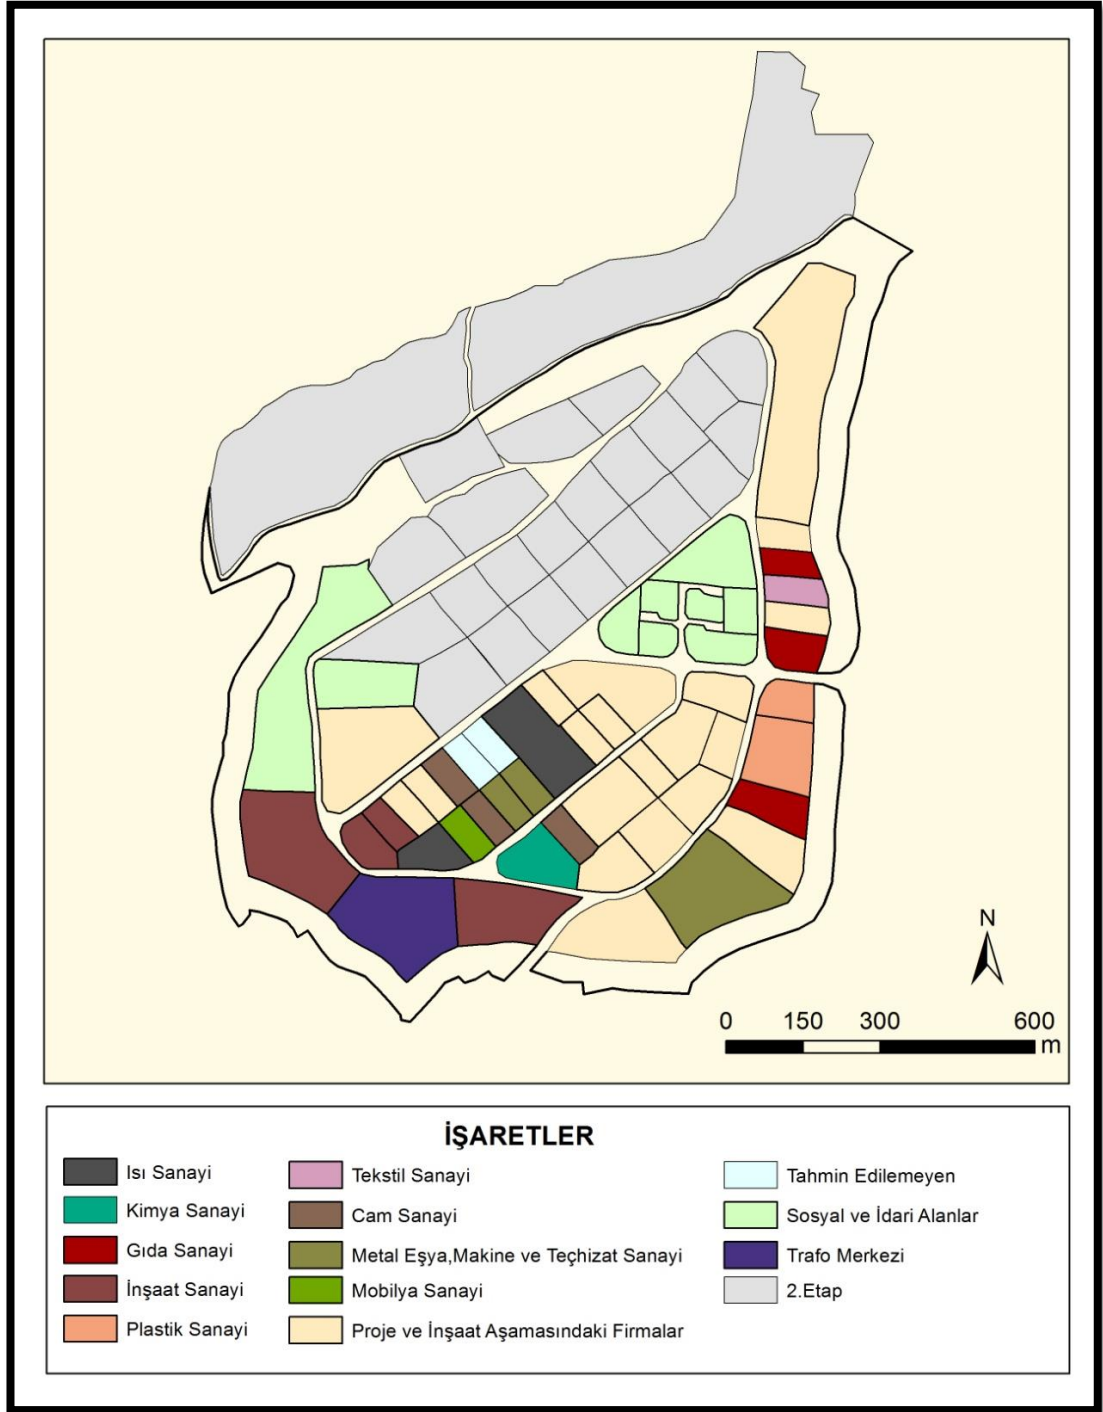 N
0 150 300 600
m
İŞARETLER
Isı Sanayi
Kimya Sanayi
Gıda Sanayi
İnşaat Sanayi
Plastik Sanayi
Tekstil Sanayi
Cam Sanayi
Metal Eşya,Makine ve Teçhizat Sanayi
Mobilya Sanayi
Proje ve İnşaat Aşamasındaki Firmalar
Tahmin Edilemeyen
Sosyal ve İdari Alanlar
Trafo Merkezi
2.Etap